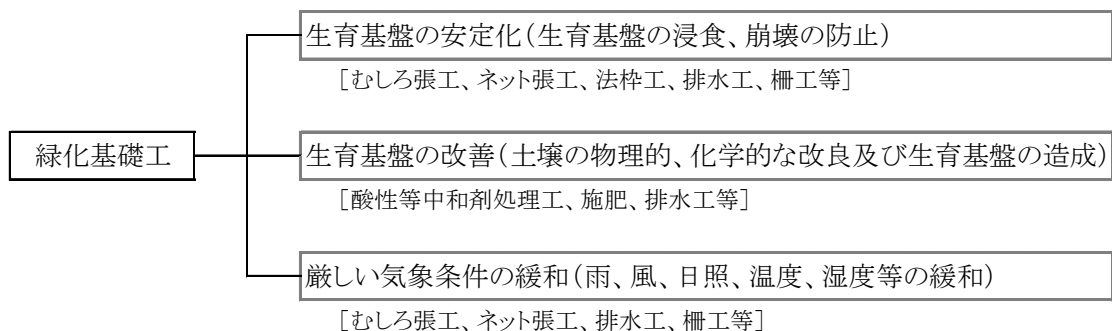 生育基盤の安定化(生育基盤の浸食、崩壊の防止)
[むしろ張工、ネット張工、法枠工、排水工、柵工等]
緑化基礎工
生育基盤の改善(土壌の物理的、化学的な改良及び生育基盤の造成)
[酸性等中和剤処理工、施肥、排水工等]
厳しい気象条件の緩和(雨、風、日照、温度、湿度等の緩和)
[むしろ張工、ネット張工、排水工、柵工等]